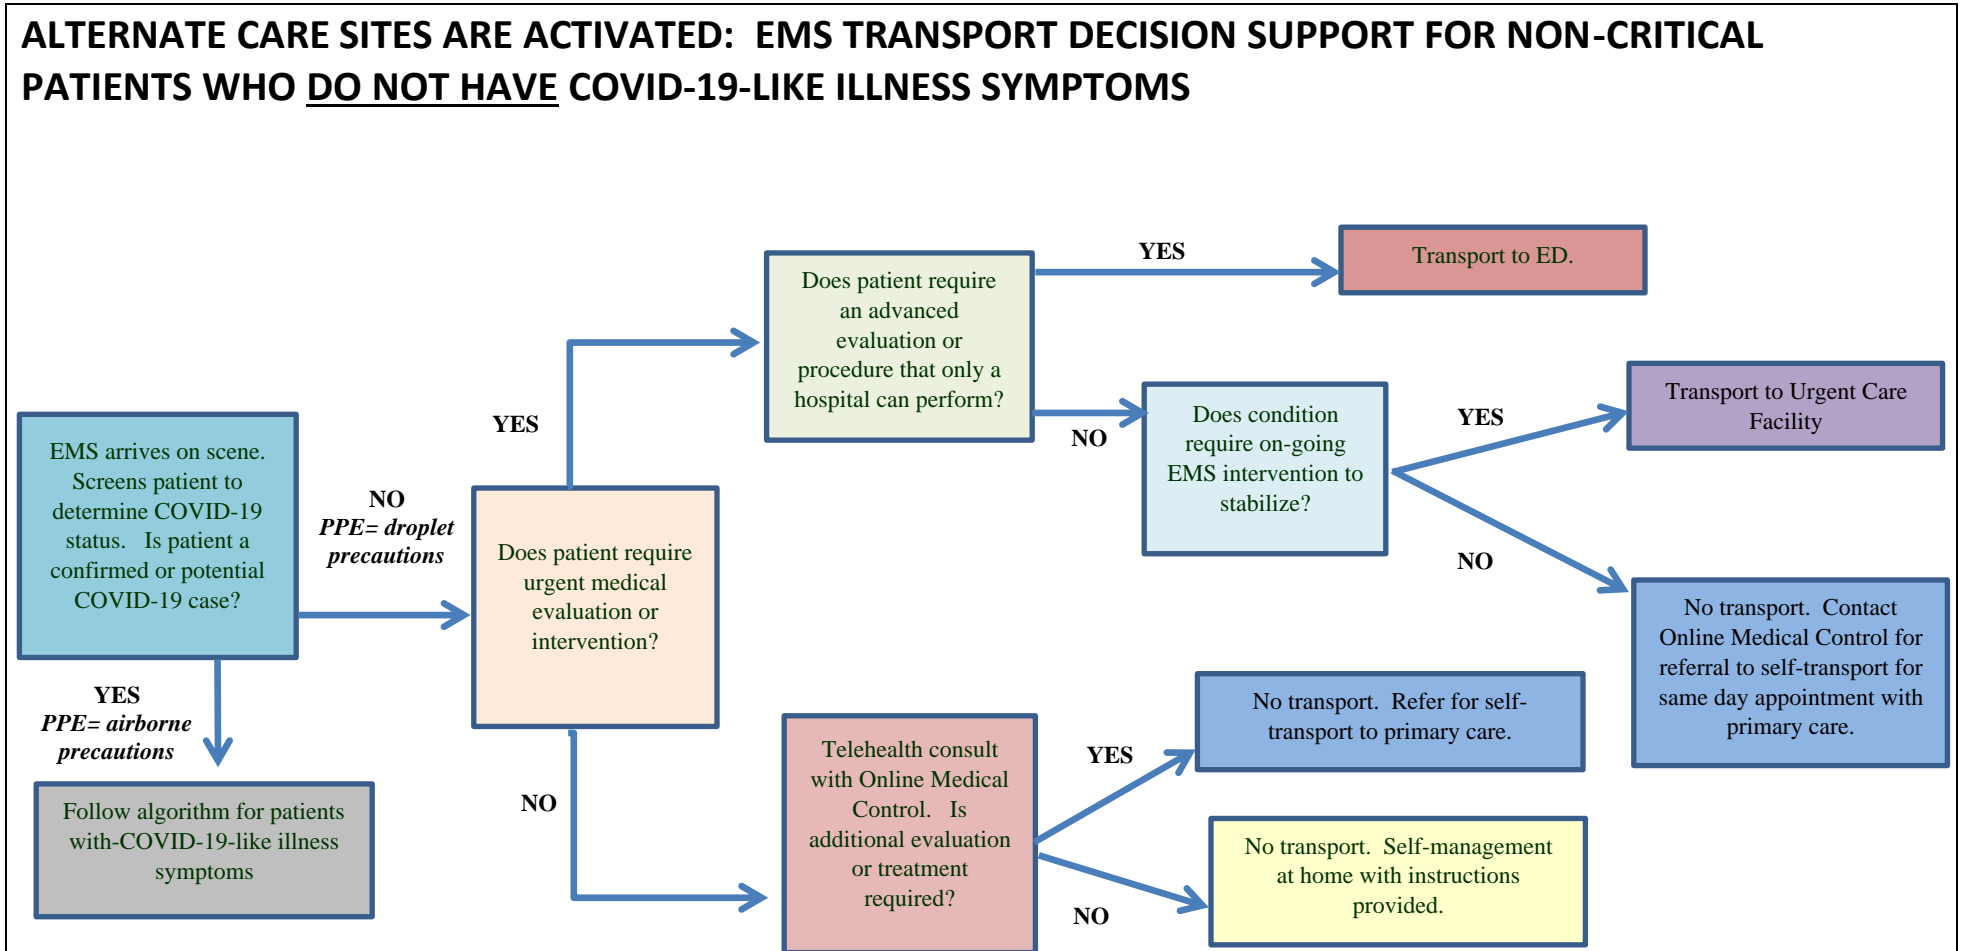 ALTERNATE CARE SITES ARE ACTIVATED:  EMS TRANSPORT DECISION SUPPORT FOR NON-CRITICAL
PATIENTS WHO DO NOT HAVE COVID-19-LIKE ILLNESS SYMPTOMS
EMS arrives on scene.
Screens patient to
determine COVID-19
status.   Is patient a
confirmed or potential
COVID-19 case?
NO
PPE= droplet
precautions
YES
PPE= airborne
precautions
Follow algorithm for patients
with-COVID-19-like illness
symptoms
Does patient require
urgent medical
evaluation or
intervention?
YES
Does patient require
an advanced
evaluation or
procedure that only a
hospital can perform?
YES
Transport to ED.
NO
Does condition
require on-going
EMS intervention to
stabilize?
YES
Transport to Urgent Care
Facility
NO
No transport.  Contact
Online Medical Control for
referral to self-transport for
same day appointment with
primary care.
NO
Telehealth consult
with Online Medical
Control.   Is
additional evaluation
or treatment
required?
YES
No transport.  Refer for self-
transport to primary care.
NO
No transport.  Self-management
at home with instructions
provided.